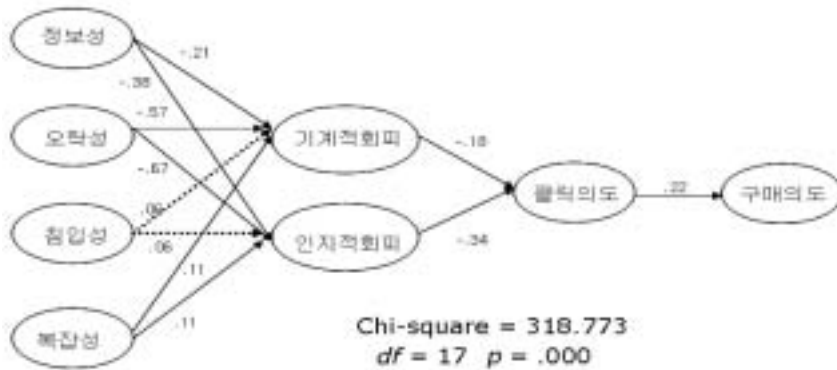 정보성
-.21
-.38
오락성
-.57
기계적회피
-.18
-.67
클릭의도
.22
구매의도
침입성
.06
.06
인지적회피
-.34
.11
복잡성
.11
Chi-square = 318.773
df = 17 p = .000